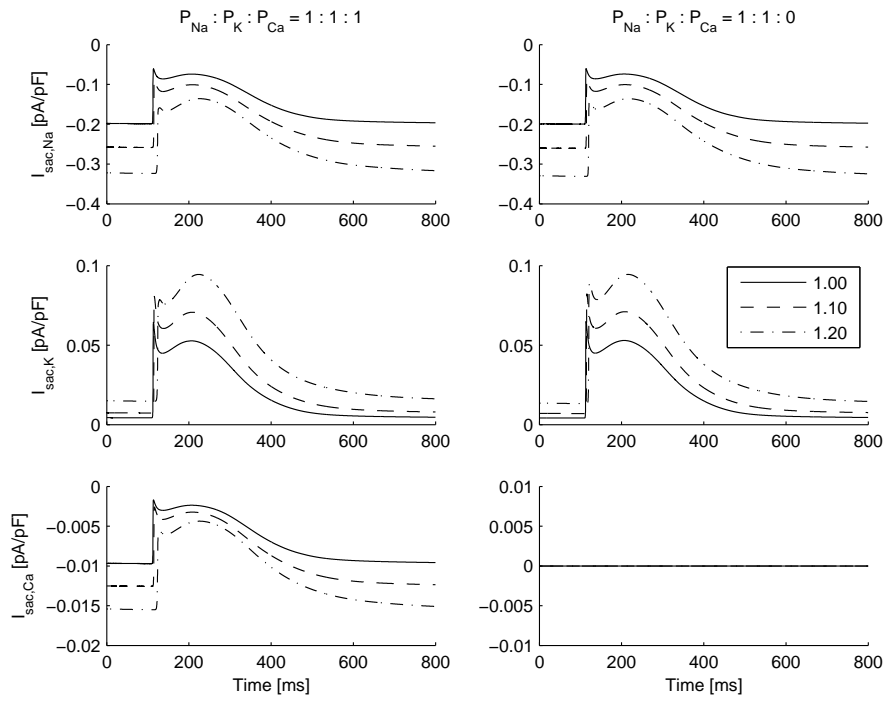 P_Na : P_K : P_Ca = 1 : 1 : 1
P_Na : P_K : P_Ca = 1 : 1 : 0
I_sac,Na [pA/pF]
0
−0.1
−0.2
−0.3
−0.4
0 200 400 600 800
0
−0.1
−0.2
−0.3
−0.4
0 200 400 600 800
I_sac,K [pA/pF]
0.1
0.05
0
0 200 400 600 800
0.1
0.05
0
0 200 400 600 800
1.00
1.10
1.20
I_sac,Ca [pA/pF]
0
−0.005
−0.01
−0.015
−0.02
0 200 400 600 800
Time [ms]
0.01
0.005
0
−0.005
−0.01
0 200 400 600 800
Time [ms]